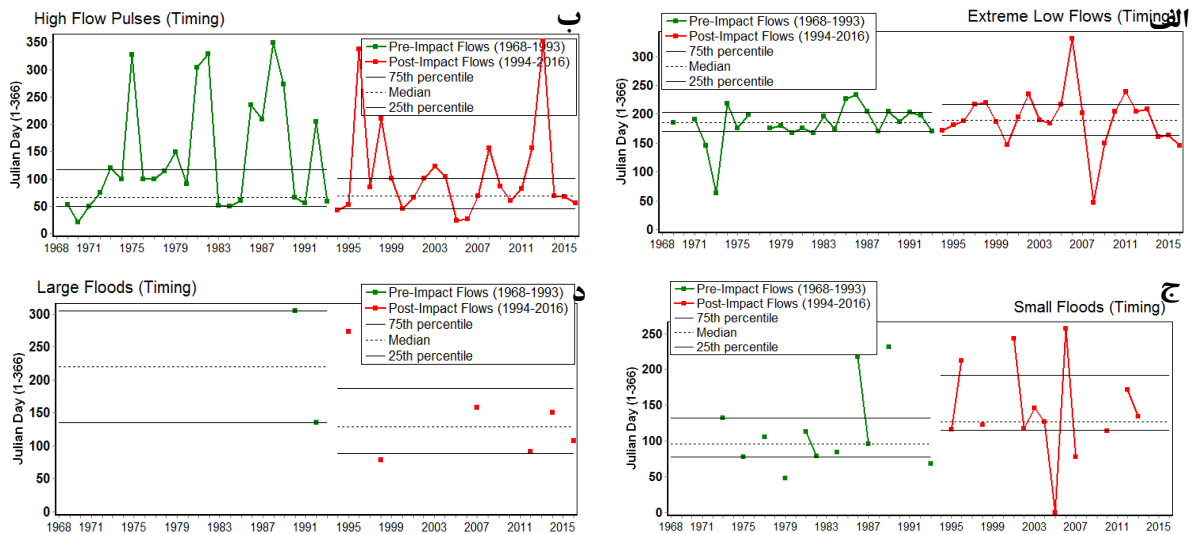 High Flow Pulses (Timing)
ب
Pre-Impact Flows (1968-1993)
Post-Impact Flows (1994-2016)
75th percentile
Median
25th percentile
Julian Day (1-366)
350
300
250
200
150
100
50
0
1968 1971 1975 1979 1983 1987 1991 1995 1999 2003 2007 2011 2015
Extreme Low Flows (Timing)
الف
Pre-Impact Flows (1968-1993)
Post-Impact Flows (1994-2016)
75th percentile
Median
25th percentile
Julian Day (1-366)
350
300
250
200
150
100
50
0
1968 1971 1975 1979 1983 1987 1991 1995 1999 2003 2007 2011 2015
Large Floods (Timing)
د
Pre-Impact Flows (1968-1993)
Post-Impact Flows (1994-2016)
75th percentile
Median
25th percentile
Julian Day (1-366)
300
250
200
150
100
50
0
1968 1971 1975 1979 1983 1987 1991 1995 1999 2003 2007 2011 2015
ج
Pre-Impact Flows (1968-1993)
Post-Impact Flows (1994-2016)
75th percentile
Median
25th percentile
Small Floods (Timing)
Julian Day (1-366)
250
200
150
100
50
0
1968 1971 1975 1979 1983 1987 1991 1995 1999 2003 2007 2011 2015